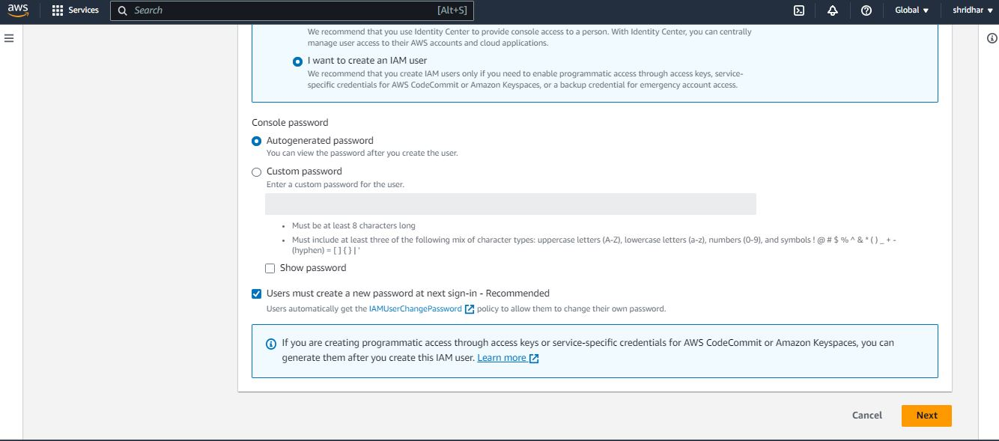 aws Services Search [Alt+S] Global ▼ shridhar ▼
We recommend that you use Identity Center to provide console access to a person. With Identity Center, you can centrally
manage user access to their AWS accounts and cloud applications.
I want to create an IAM user
We recommend that you create IAM users only if you need to enable programmatic access through access keys, service-
specific credentials for AWS CodeCommit or Amazon Keyspaces, or a backup credential for emergency account access.
Console password
Autogenerated password
You can view the password after you create the user.
Custom password
Enter a custom password for the user.
• Must be at least 8 characters long
• Must include at least three of the following mix of character types: uppercase letters (A-Z), lowercase letters (a-z), numbers (0-9), and symbols ! @ # $ % ^ & * ( ) _ + -
(hyphen) = [ ] { } | '
Show password
Users must create a new password at next sign-in - Recommended
Users automatically get the IAMUserChangePassword policy to allow them to change their own password.
If you are creating programmatic access through access keys or service-specific credentials for AWS CodeCommit or Amazon Keyspaces, you can
generate them after you create this IAM user. Learn more
Cancel Next